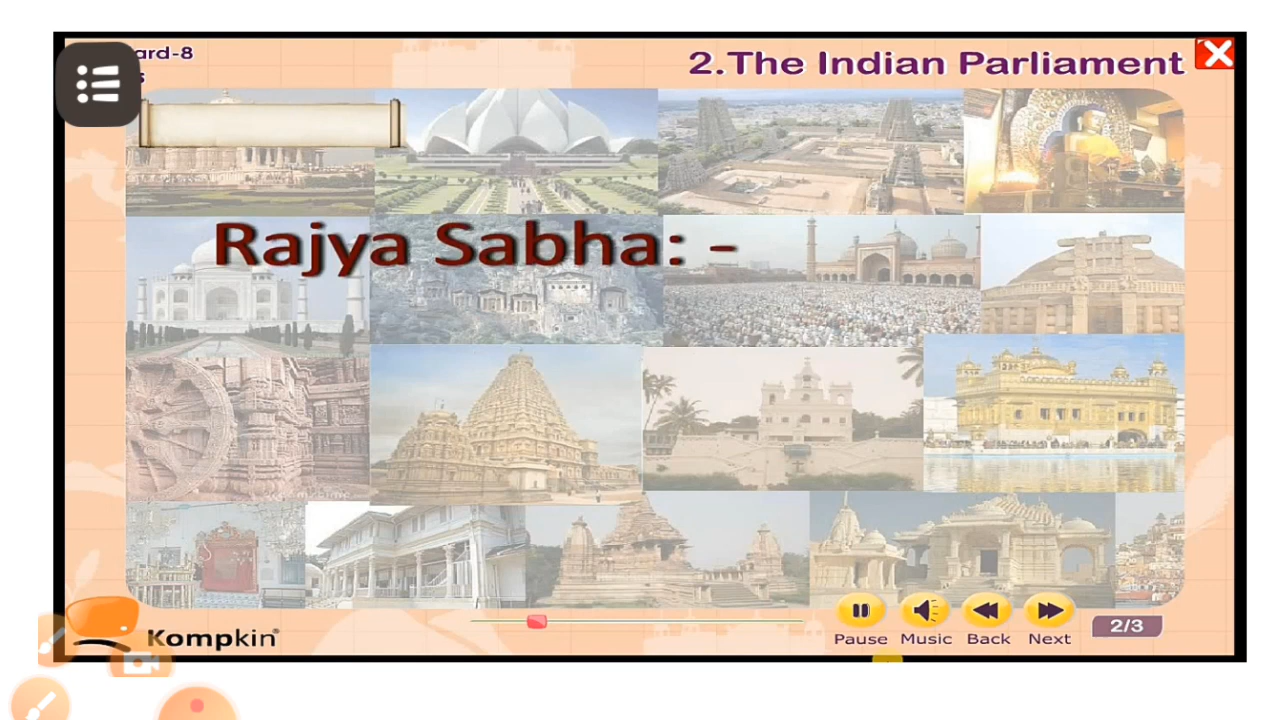 ard-8
2.The Indian Parliament
Rajya Sabha: -
Pause Music Back Next
2/3
Kompkin